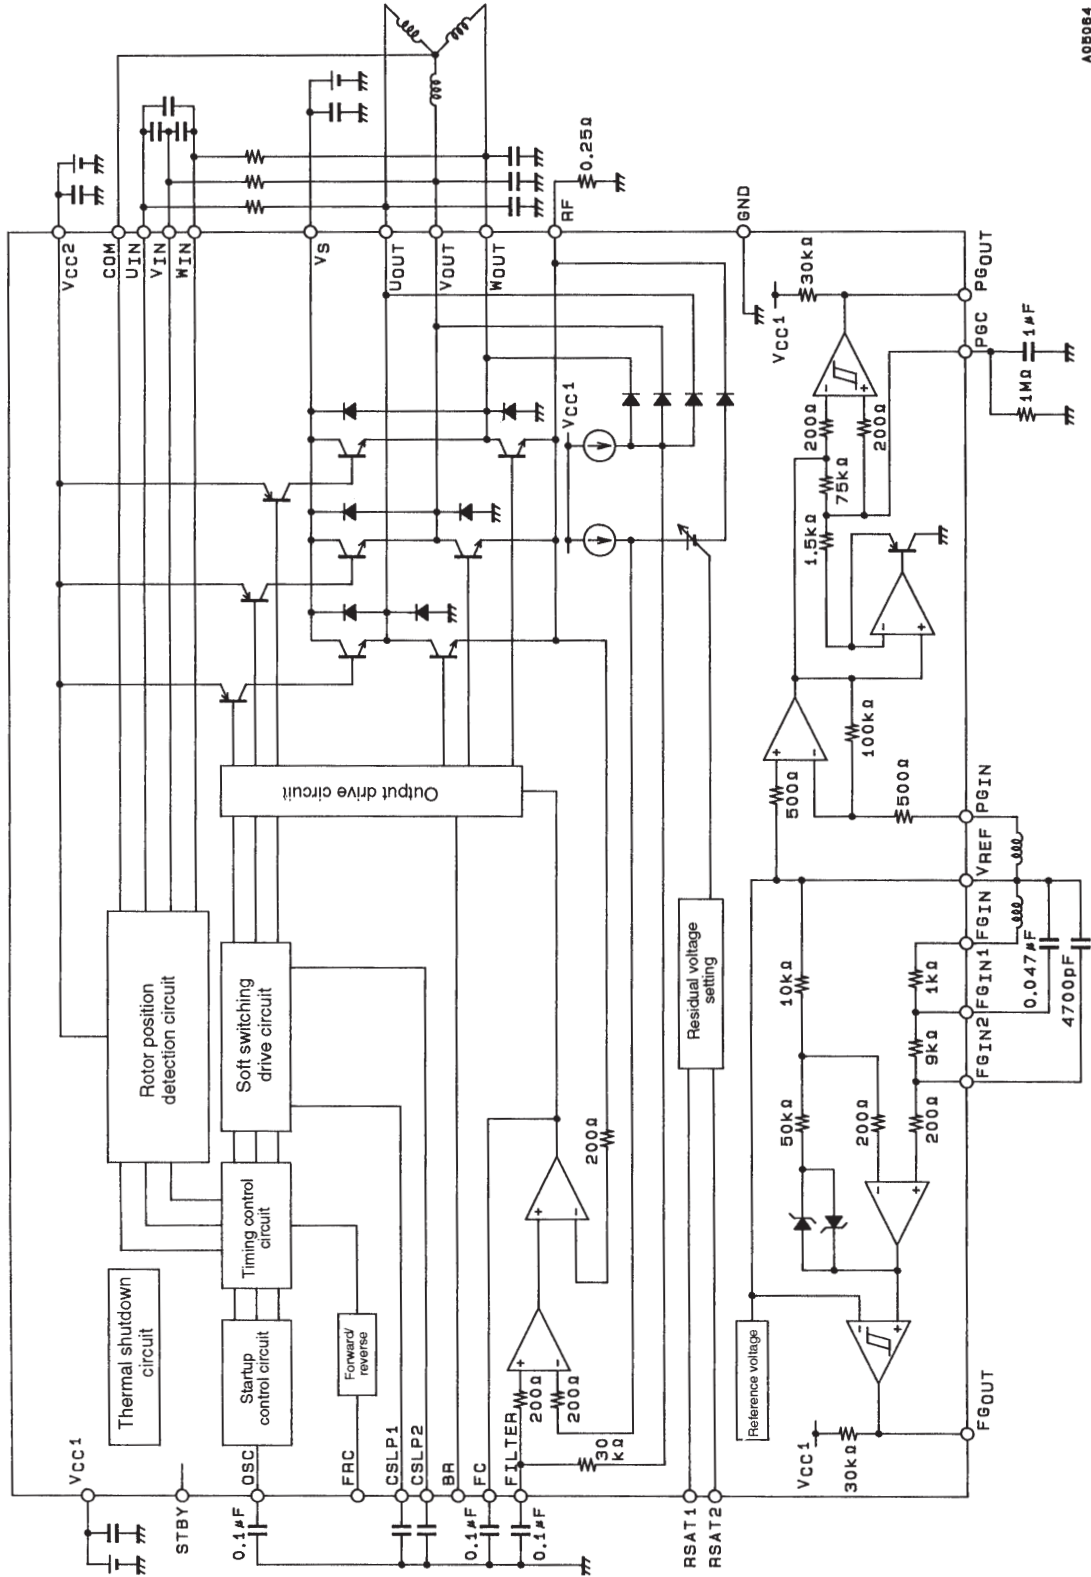 A05064
VCC2
COM
UIN
VIN
WIN
VS
UOUT
VOUT
WOUT
RF
0.25Ω
GND
Rotor position
detection circuit
Soft switching
drive circuit
Timing control
circuit
Startup
control circuit
Thermal shutdown
circuit
Forward/
reverse
Output drive circuit
Residual voltage
setting
Reference voltage
VCC1
STBY
OSC
0.1µF
FRC
CSLP1
CSLP2
BR
FC
0.1µF
FILTER
0.1µF
RSAT1
RSAT2
200Ω
200Ω
30
kΩ
200Ω
VCC1
VCC1
30kΩ
PGOUT
PGC
1µF
1MΩ
200Ω
200Ω
75kΩ
1.5kΩ
100kΩ
500Ω
500Ω
PGIN
VREF
FGIN
FGIN1
FGIN2
0.047µF
4700pF
10kΩ
50kΩ
1kΩ
9kΩ
200Ω
200Ω
VCC1
30kΩ
FGOUT